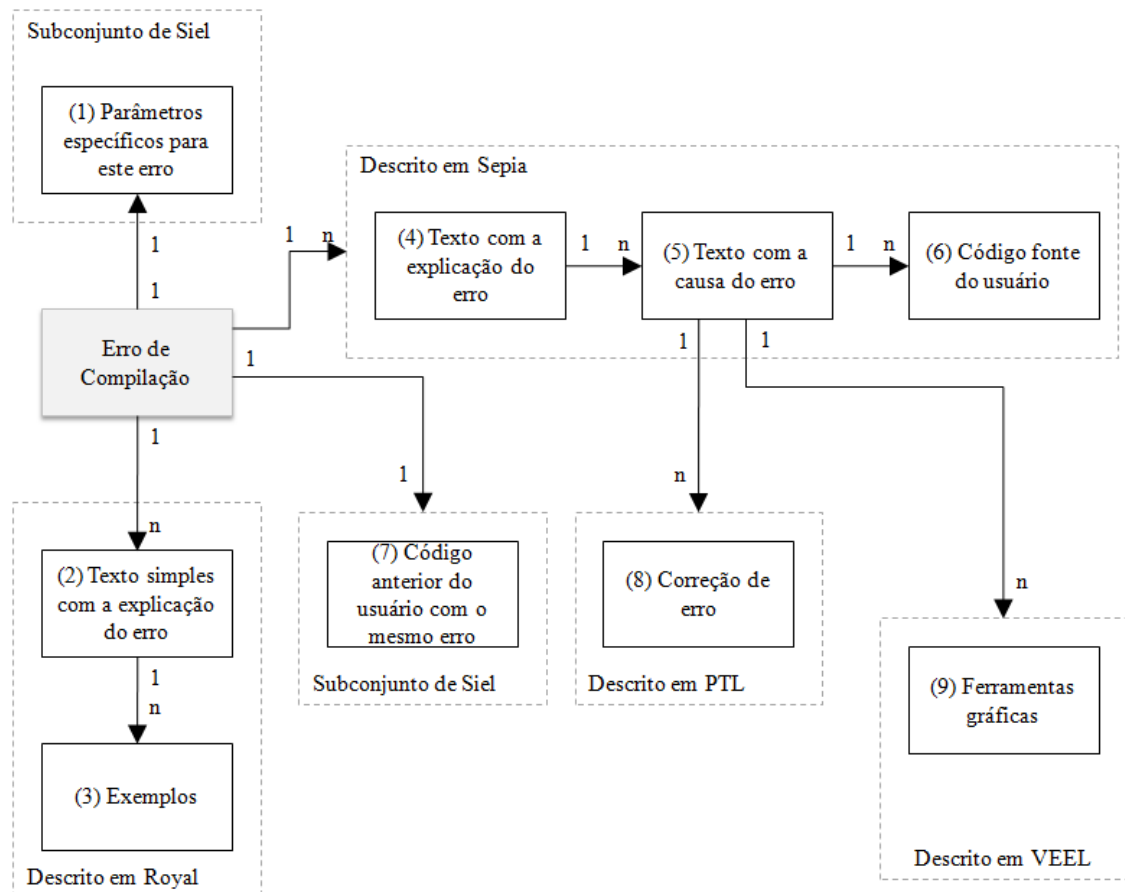 Subconjunto de Siel
(1) Parâmetros
específicos para
este erro
Descrito em Sepia
1
1 n
(4) Texto com a
explicação do
erro
1 n
(5) Texto com a
causa do erro
1 n
(6) Código fonte
do usuário
1
Erro de
Compilação
1
1
1
1
1
n
(2) Texto simples
com a explicação
do erro
1
n
(3) Exemplos
Descrito em Royal
1
(7) Código
anterior do
usuário com o
mesmo erro
Subconjunto de Siel
n
(8) Correção de
erro
Descrito em PTL
n
(9) Ferramentas
gráficas
Descrito em VEEL